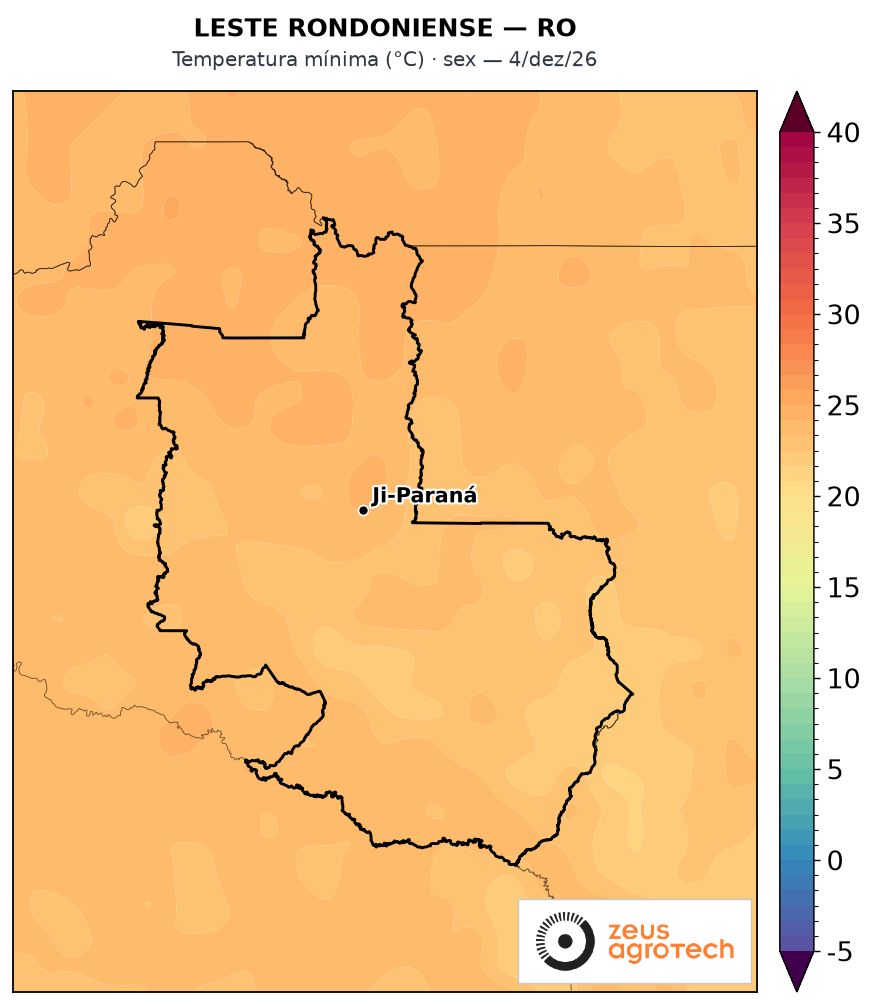 LESTE RONDONIENSE — RO
Temperatura mínima (°C) · sex — 4/dez/26
40
35
30
25
20
15
10
5
0
-5
Ji-Paraná
zeus
agrotech